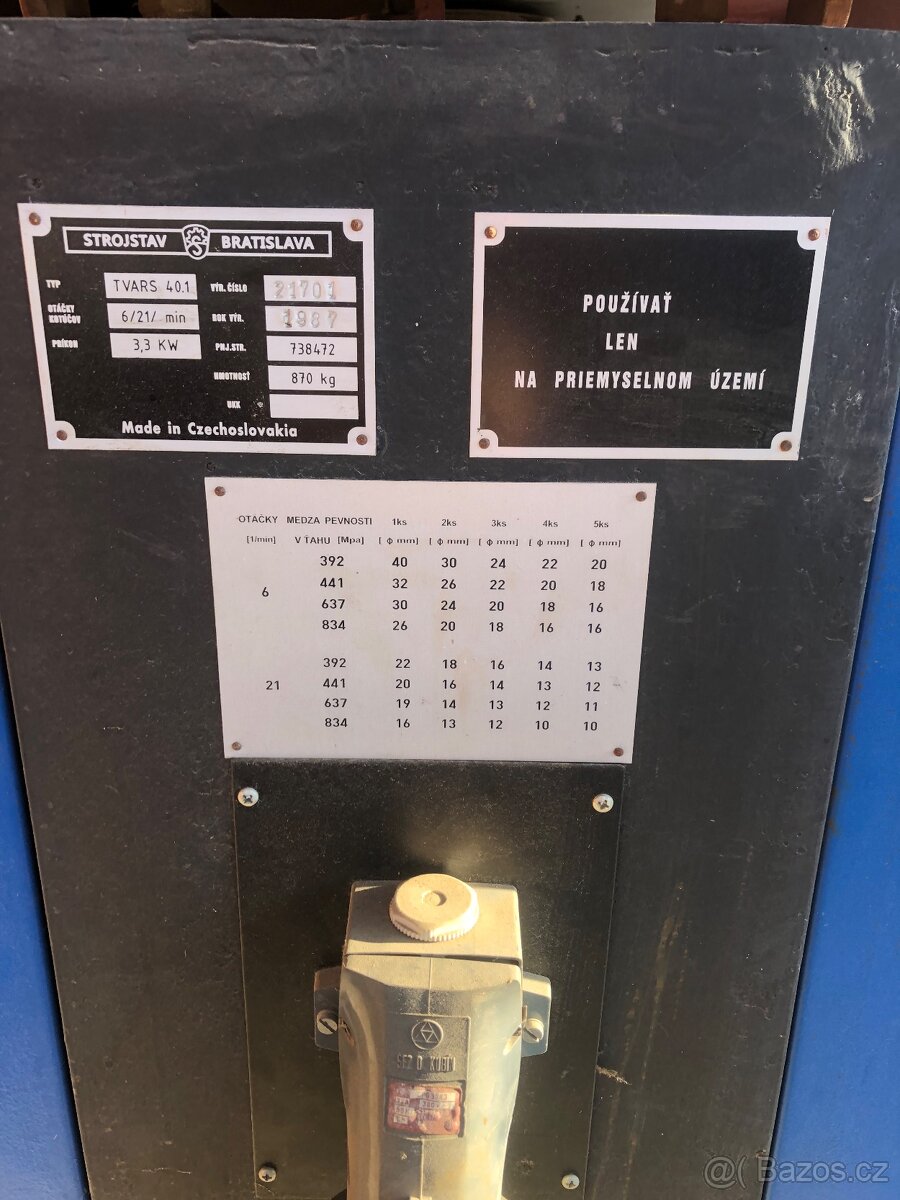 STROJSTAV BRATISLAVA
TYP TVARS 40.1 VÝR. ČÍSLO 21701
OTÁČKY KOTÚČOV 6/21/ min ROK VÝR. 1987
PRÍKON 3,3 KW PNJ.STR. 738472
HMOTNOSŤ 870 kg
UKK
Made in Czechoslovakia
POUŽÍVAŤ
LEN
NA PRIEMYSELNOM ÚZEMÍ
OTÁČKY MEDZA PEVNOSTI 1ks 2ks 3ks 4ks 5ks
[1/min] V ŤAHU [Mpa] [ ф mm] [ ф mm] [ ф mm] [ ф mm] [ ф mm]
392 40 30 24 22 20
441 32 26 22 20 18
6
637 30 24 20 18 16
834 26 20 18 16 16
392 22 18 16 14 13
21 441 20 16 14 13 12
637 19 14 13 12 11
834 16 13 12 10 10
SEZ D KUBÍN
@( Bazos.cz